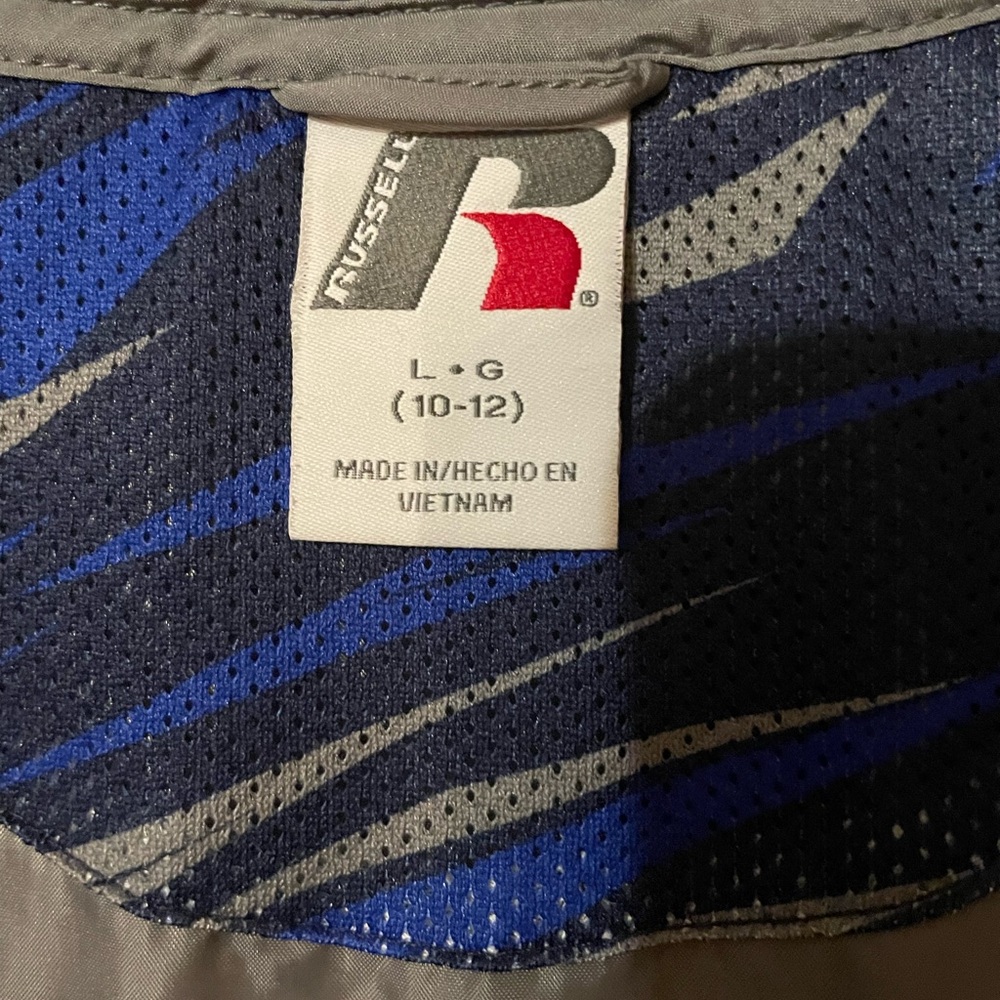 RUSSELL
®
L • G
(10-12)
MADE IN/HECHO EN
VIETNAM